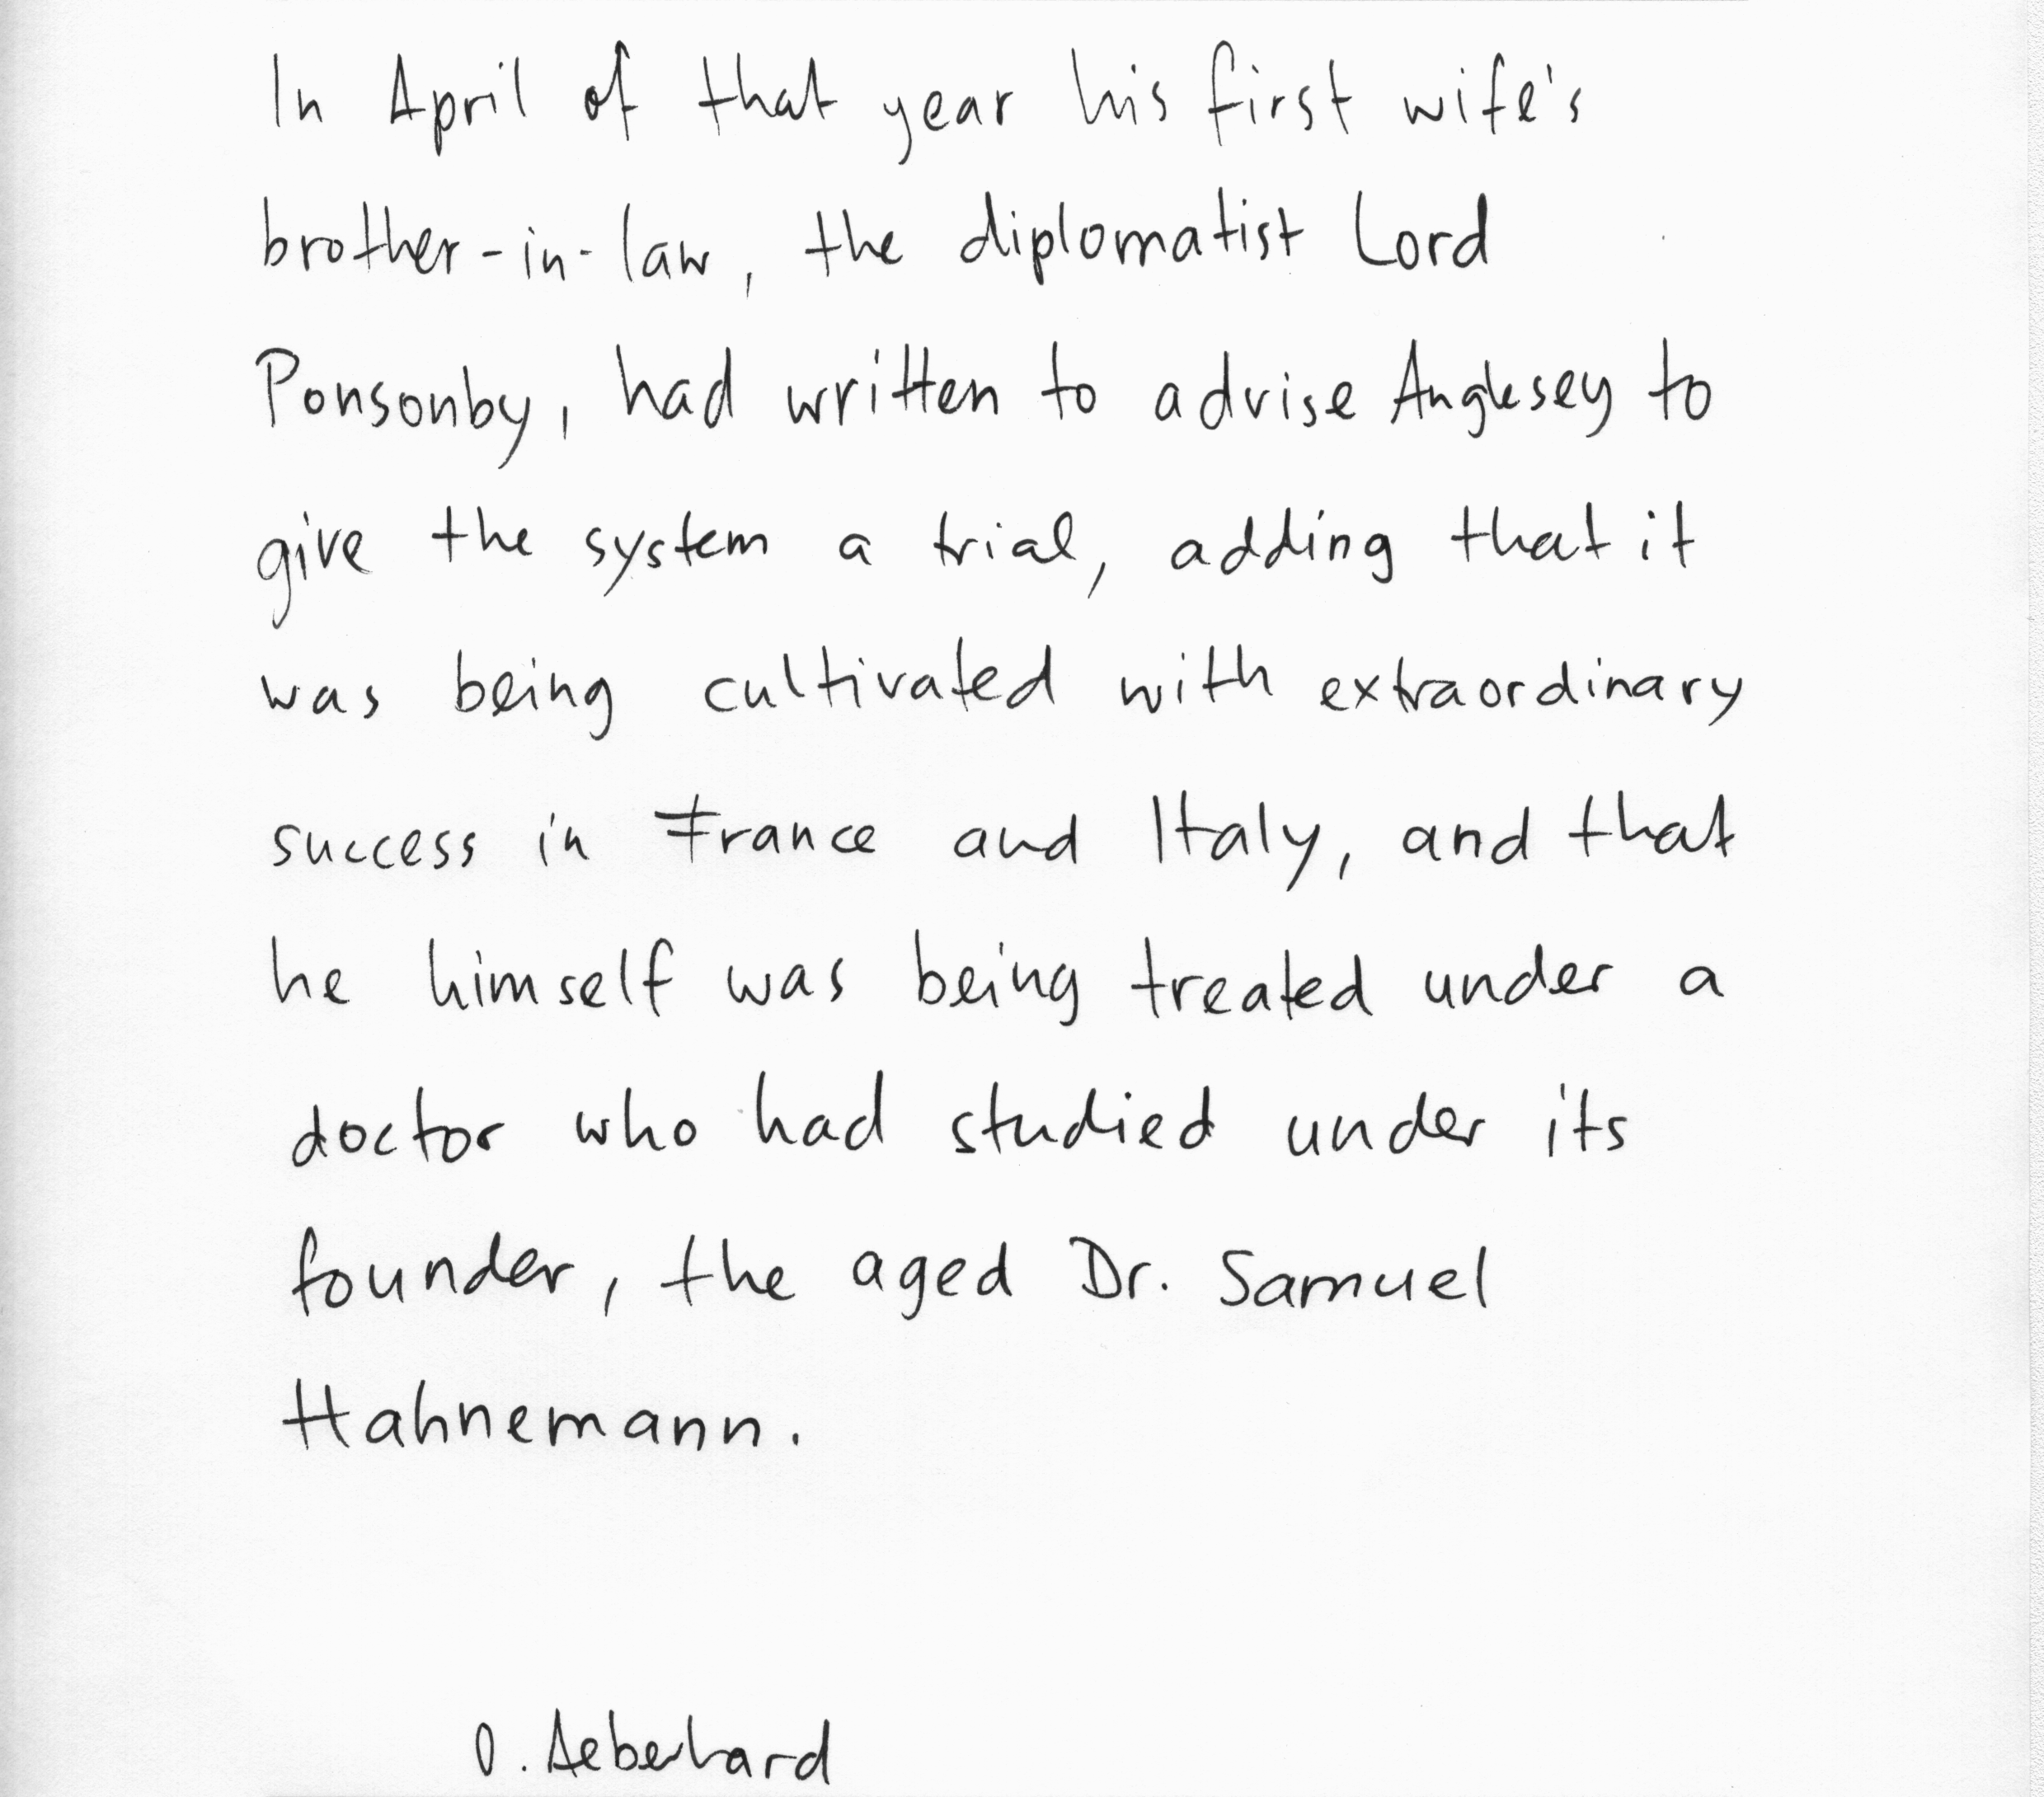 In April of that year his first wife's
brother-in-law, the diplomatist Lord
Ponsonby, had written to advise Anglesey to
give the system a trial, adding that it
was being cultivated with extraordinary
success in France and Italy, and that
he himself was being treated under a
doctor who had studied under its
founder, the aged Dr. Samuel
Hahnemann.
O. Aeberhard